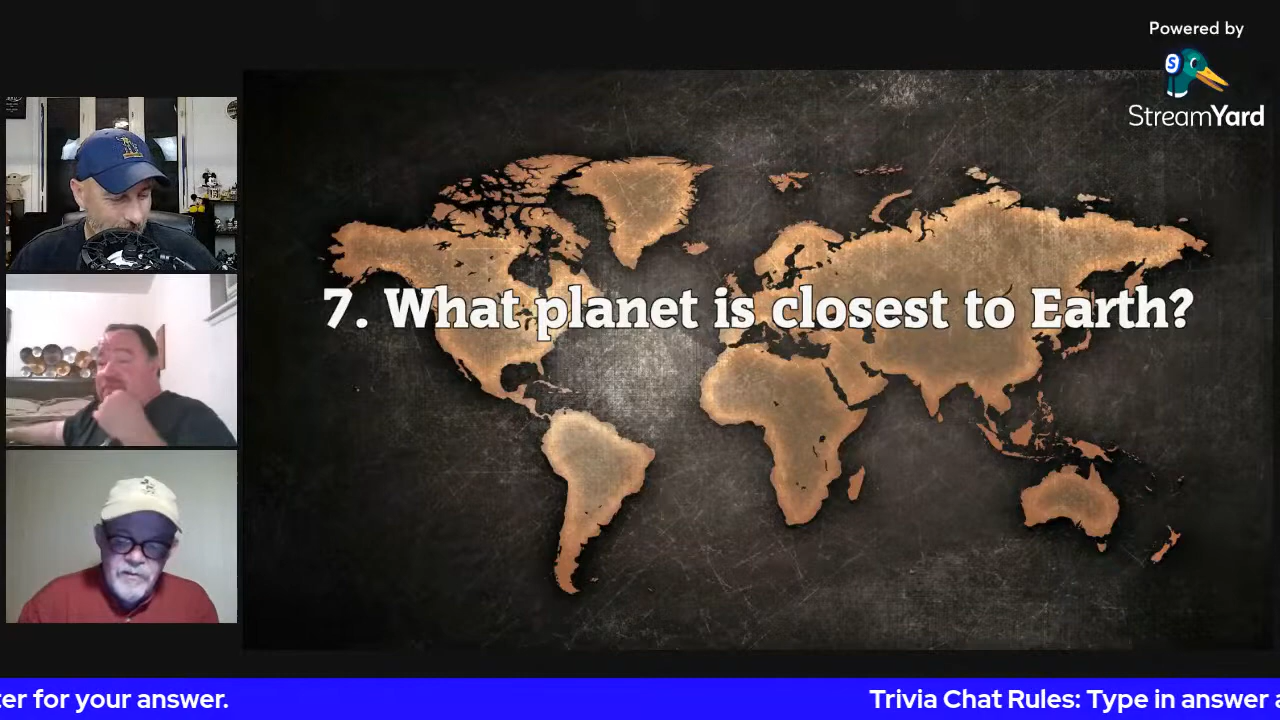 Powered by
StreamYard
7. What planet is closest to Earth?
ter for your answer.
Trivia Chat Rules: Type in answer a